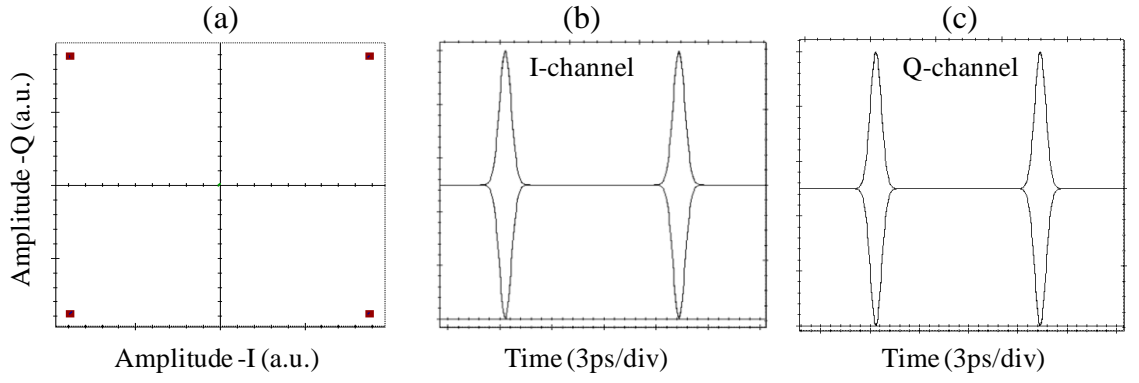 (a)
(b)
(c)
I-channel
Q-channel
Amplitude -Q (a.u.)
Amplitude -I (a.u.)
Time (3ps/div)
Time (3ps/div)